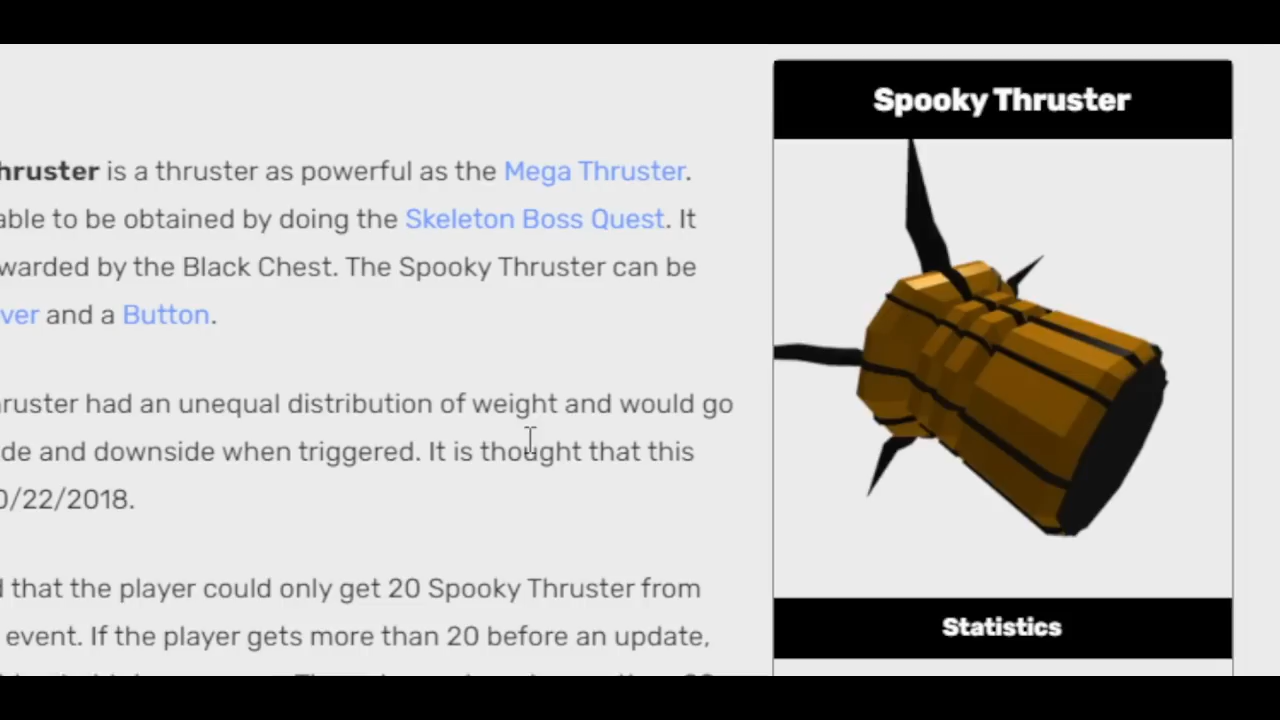 Spooky Thruster
hruster is a thruster as powerful as the Mega Thruster.
able to be obtained by doing the Skeleton Boss Quest. It
warded by the Black Chest. The Spooky Thruster can be
ver and a Button.
ruster had an unequal distribution of weight and would go
de and downside when triggered. It is thought that this
0/22/2018.
d that the player could only get 20 Spooky Thruster from
event. If the player gets more than 20 before an update,
Statistics